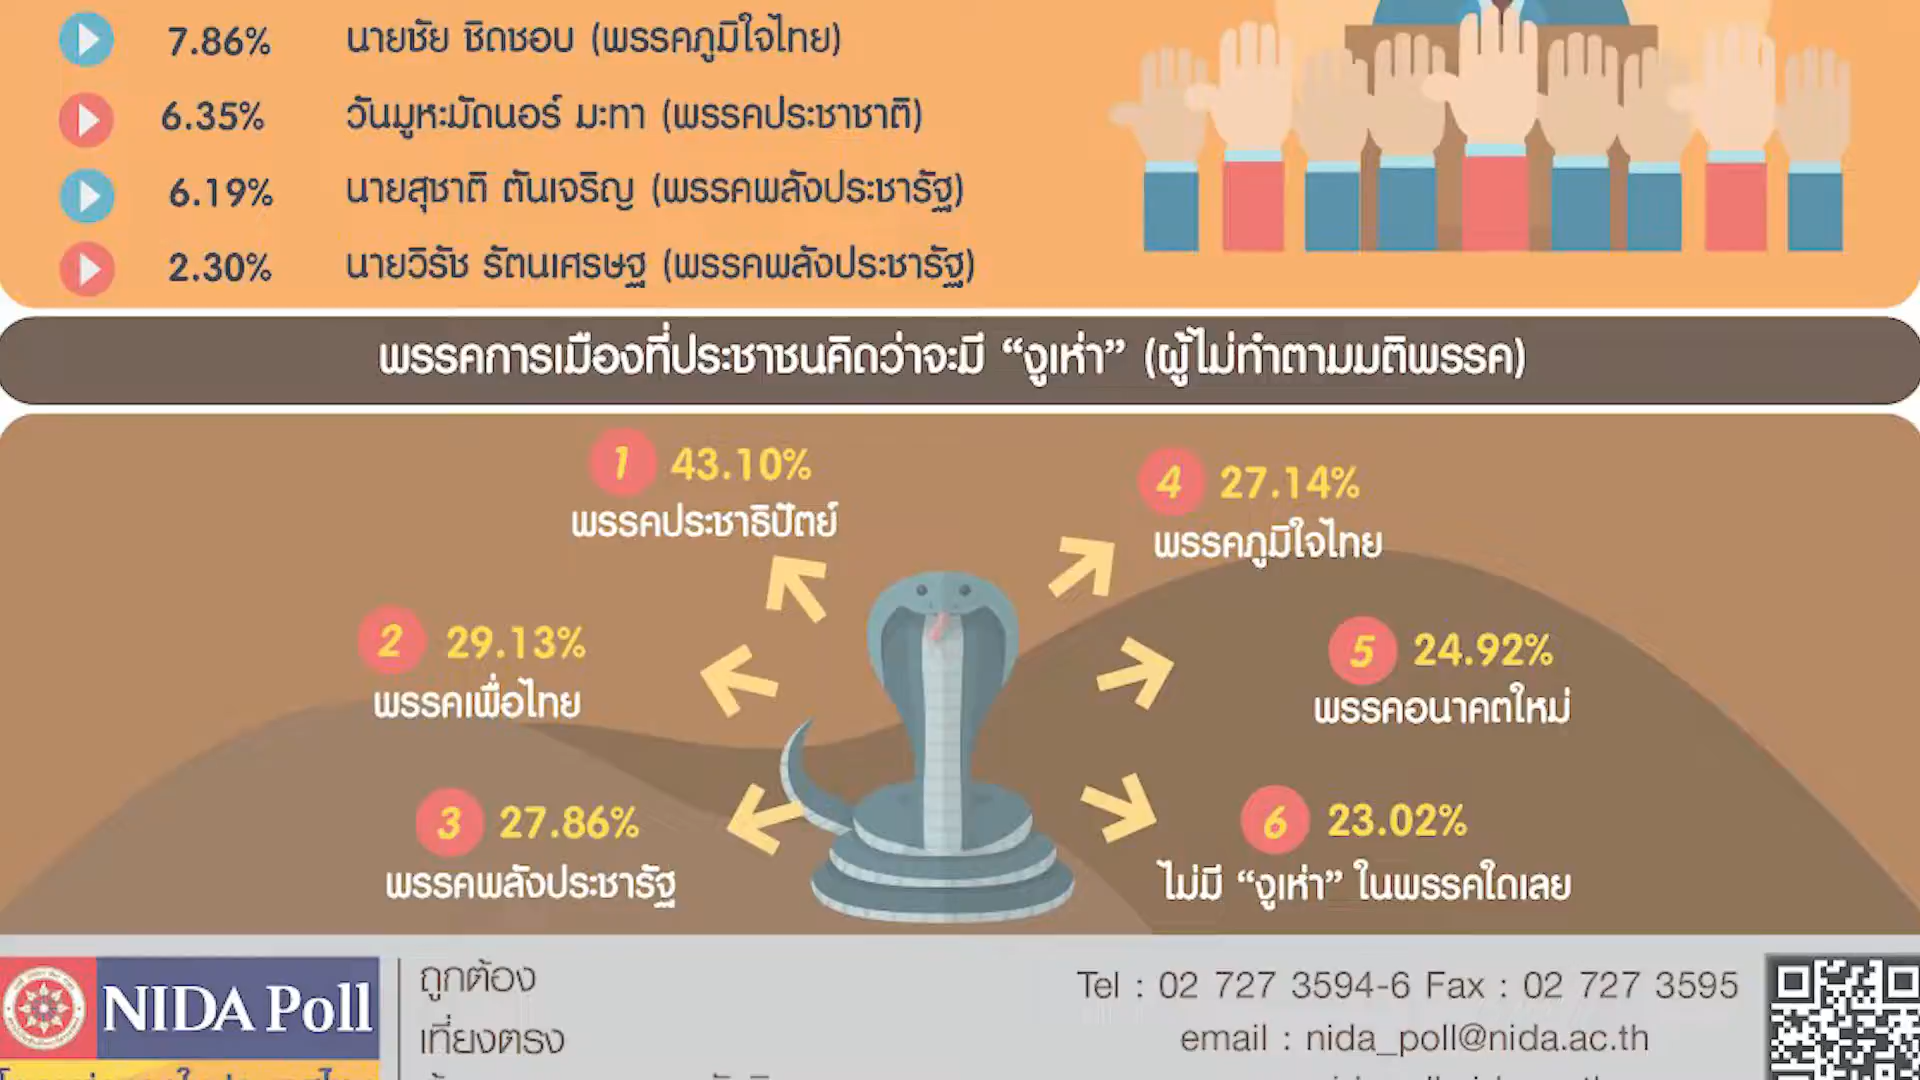 7.86% นายชัย ชิดชอบ (พรรคภูมิใจไทย)
6.35% วันมูหะมัดนอร์ มะทา (พรรคประชาชาติ)
6.19% นายสุชาติ ตันเจริญ (พรรคพลังประชารัฐ)
2.30% นายวิรัช รัตนเศรษฐ (พรรคพลังประชารัฐ)
พรรคการเมืองที่ประชาชนคิดว่าจะมี “งูเห่า” (ผู้ไม่ทำตามมติพรรค)
1 43.10%
พรรคประชาธิปัตย์
2 29.13%
พรรคเพื่อไทย
3 27.86%
พรรคพลังประชารัฐ
4 27.14%
พรรคภูมิใจไทย
5 24.92%
พรรคอนาคตใหม่
6 23.02%
ไม่มี “งูเห่า” ในพรรคใดเลย
NIDA Poll
ถูกต้อง
เที่ยงตรง
Tel : 02 727 3594-6 Fax : 02 727 3595
email : nida_poll@nida.ac.th